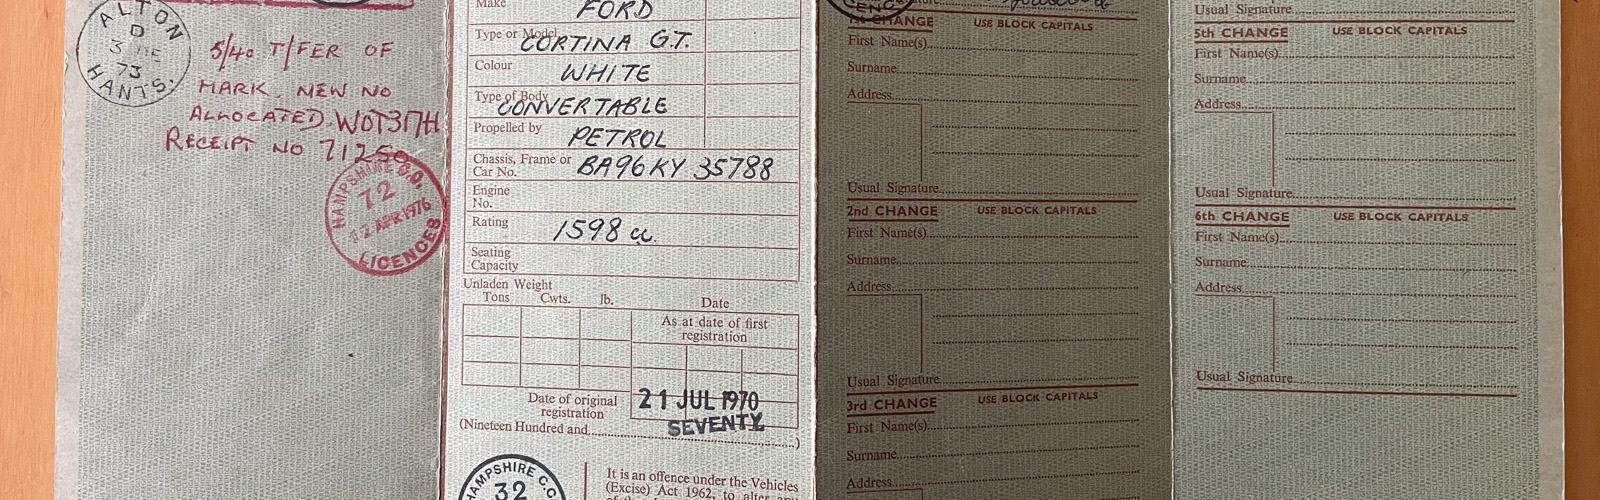 ALTON
D
3
73
HANTS.
5/40 T/FER OF
MARK. NEW NO
ALLOCATED. WOT317H
RECEIPT NO 71250
HAMPSHIRE C.C.
72
12 APR 1976
LICENCES
Make
FORD
Type or Model
CORTINA G.T.
Colour
WHITE
Type of Body
CONVERTABLE
Propelled by
PETROL
Chassis, Frame or
Car No.
BA96KY 35788
Engine
No.
Rating
1598 cc.
Seating
Capacity
Unladen Weight
Tons Cwts. lb. Date
As at date of first
registration
Date of original
registration
21 JUL 1970
SEVENTY
(Nineteen Hundred and........)
HAMPSHIRE C.C
32
It is an offence under the Vehicles
(Excise) Act 1962, to alter any
1st CHANGE USE BLOCK CAPITALS
First Name(s)
Surname
Address
Usual Signature
2nd CHANGE USE BLOCK CAPITALS
First Name(s)
Surname
Address
Usual Signature
3rd CHANGE USE BLOCK CAPITALS
First Name(s)
Surname
Address
Usual Signature
5th CHANGE USE BLOCK CAPITALS
First Name(s)
Surname
Address
Usual Signature
6th CHANGE USE BLOCK CAPITALS
First Name(s)
Surname
Address
Usual Signature